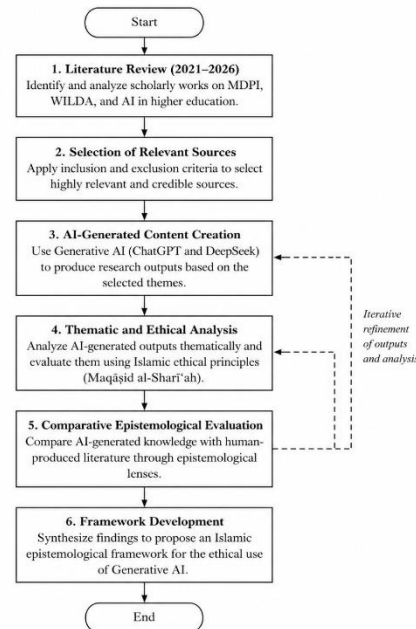 Start
1. Literature Review (2021–2026)
Identify and analyze scholarly works on MDPI,
WILDA, and AI in higher education.
2. Selection of Relevant Sources
Apply inclusion and exclusion criteria to select
highly relevant and credible sources.
3. AI-Generated Content Creation
Use Generative AI (ChatGPT and DeepSeek)
to produce research outputs based on the
selected themes.
4. Thematic and Ethical Analysis
Analyze AI-generated outputs thematically and
evaluate them using Islamic ethical principles
(Maqāṣid al-Sharīʿah).
Iterative
refinement
of outputs
and analysis
5. Comparative Epistemological Evaluation
Compare AI-generated knowledge with human-
produced literature through epistemological
lenses.
6. Framework Development
Synthesize findings to propose an Islamic
epistemological framework for the ethical use
of Generative AI.
End